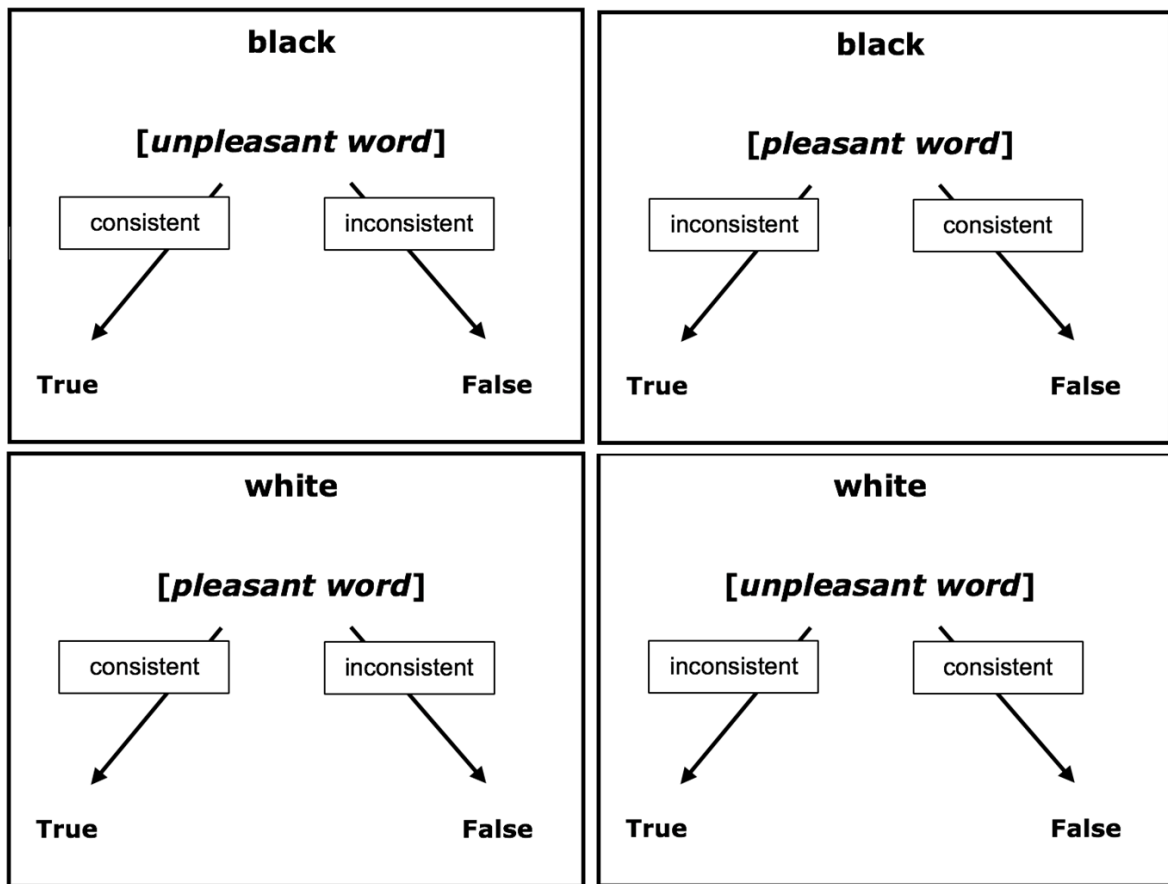 black
[unpleasant word]
consistent inconsistent
True False
black
[pleasant word]
inconsistent consistent
True False
white
[pleasant word]
consistent inconsistent
True False
white
[unpleasant word]
inconsistent consistent
True False